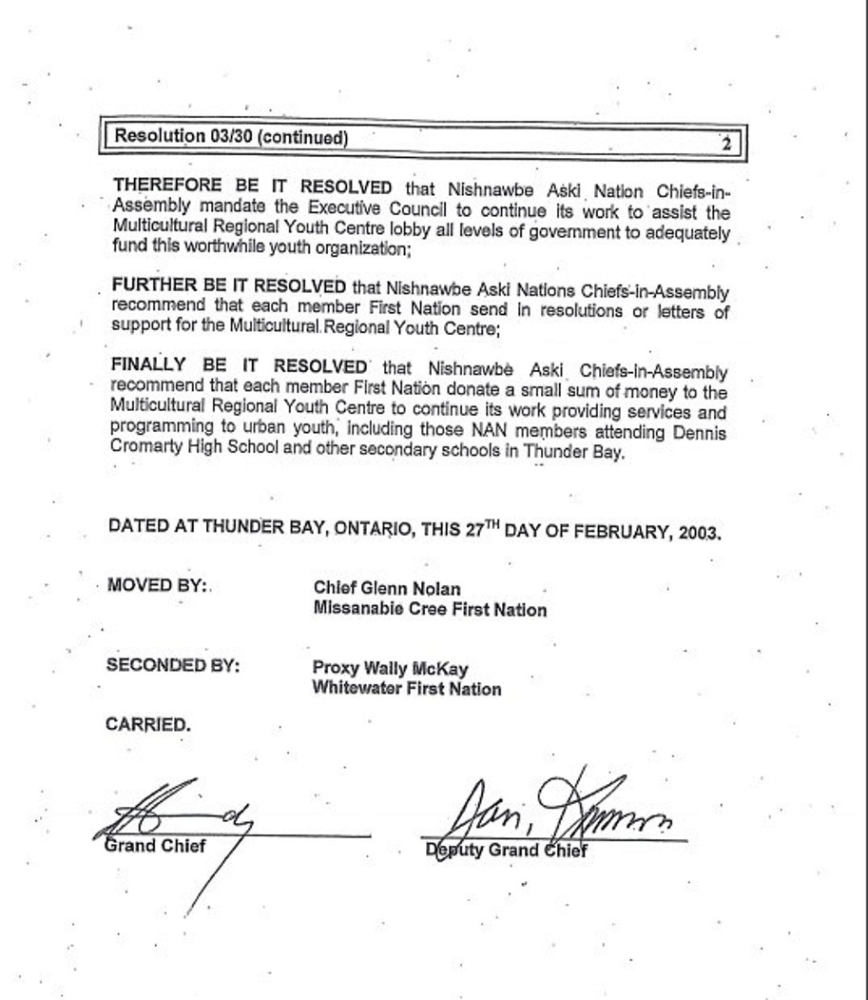 Resolution 03/30 (continued) 2
THEREFORE BE IT RESOLVED that Nishnawbe Aski Nation Chiefs-in-
Assembly mandate the Executive Council to continue its work to assist the
Multicultural Regional Youth Centre lobby all levels of government to adequately
fund this worthwhile youth organization;
FURTHER BE IT RESOLVED that Nishnawbe Aski Nations Chiefs-in-Assembly
recommend that each member First Nation send in resolutions or letters of
support for the Multicultural Regional Youth Centre;
FINALLY BE IT RESOLVED that Nishnawbe Aski Chiefs-in-Assembly
recommend that each member First Nation donate a small sum of money to the
Multicultural Regional Youth Centre to continue its work providing services and
programming to urban youth, including those NAN members attending Dennis
Cromarty High School and other secondary schools in Thunder Bay.
DATED AT THUNDER BAY, ONTARIO, THIS 27TH DAY OF FEBRUARY, 2003.
MOVED BY: Chief Glenn Nolan
Missanabie Cree First Nation
SECONDED BY: Proxy Wally McKay
Whitewater First Nation
CARRIED.
Grand Chief Deputy Grand Chief